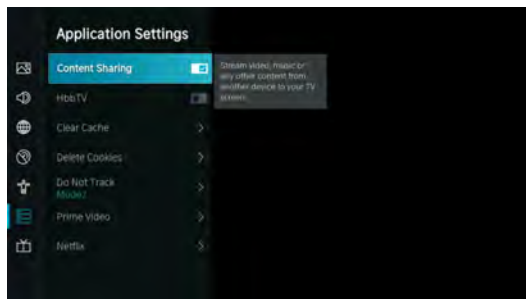 Application Settings
Content Sharing
Stream video, music or
any other content from
another device to your TV
screen.
HbbTV
Clear Cache
Delete Cookies
Do Not Track
Mode2
Prime Video
Netflix